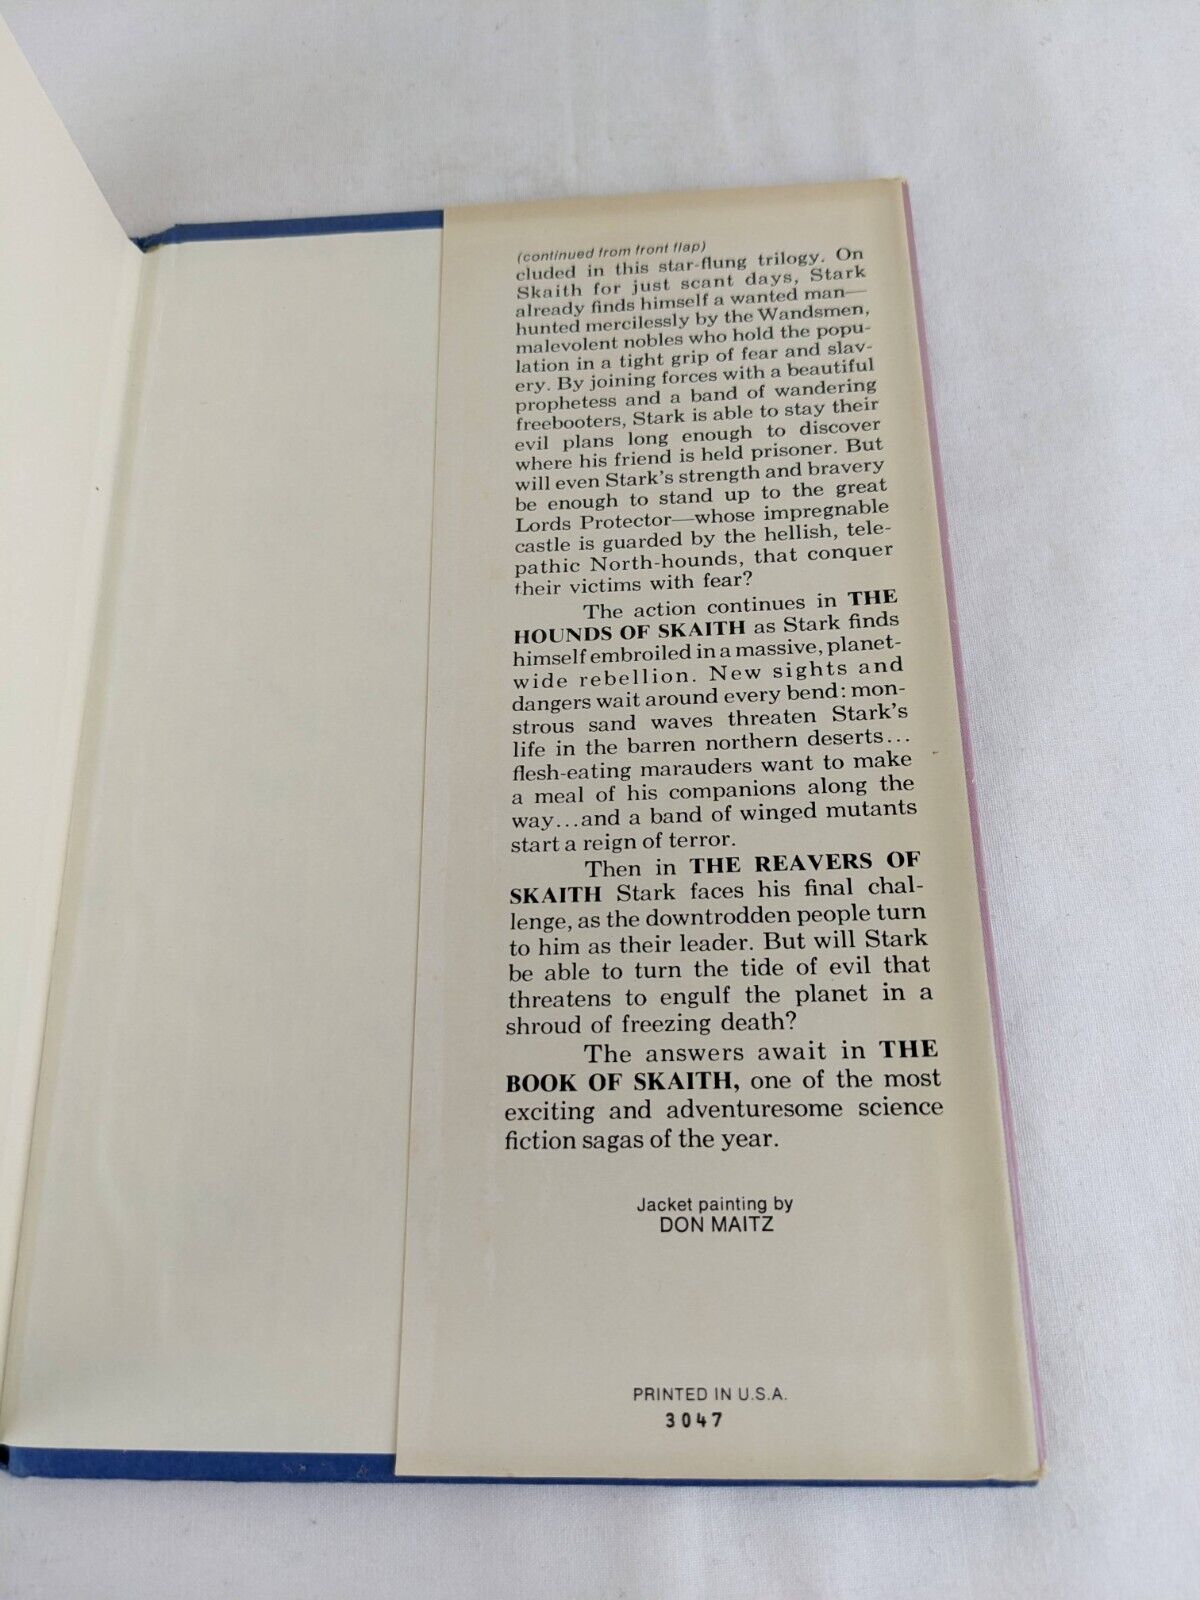 (continued from front flap)
cluded in this star-flung trilogy. On
Skaith for just scant days, Stark
already finds himself a wanted man—
hunted mercilessly by the Wandsmen,
malevolent nobles who hold the popu-
lation in a tight grip of fear and slav-
ery. By joining forces with a beautiful
prophetess and a band of wandering
freebooters, Stark is able to stay their
evil plans long enough to discover
where his friend is held prisoner. But
will even Stark's strength and bravery
be enough to stand up to the great
Lords Protector—whose impregnable
castle is guarded by the hellish, tele-
pathic North-hounds, that conquer
their victims with fear?
The action continues in THE
HOUNDS OF SKAITH as Stark finds
himself embroiled in a massive, planet-
wide rebellion. New sights and
dangers wait around every bend: mon-
strous sand waves threaten Stark's
life in the barren northern deserts...
flesh-eating marauders want to make
a meal of his companions along the
way...and a band of winged mutants
start a reign of terror.
Then in THE REAVERS OF
SKAITH Stark faces his final chal-
lenge, as the downtrodden people turn
to him as their leader. But will Stark
be able to turn the tide of evil that
threatens to engulf the planet in a
shroud of freezing death?
The answers await in THE
BOOK OF SKAITH, one of the most
exciting and adventuresome science
fiction sagas of the year.
Jacket painting by
DON MAITZ
PRINTED IN U.S.A.
3047